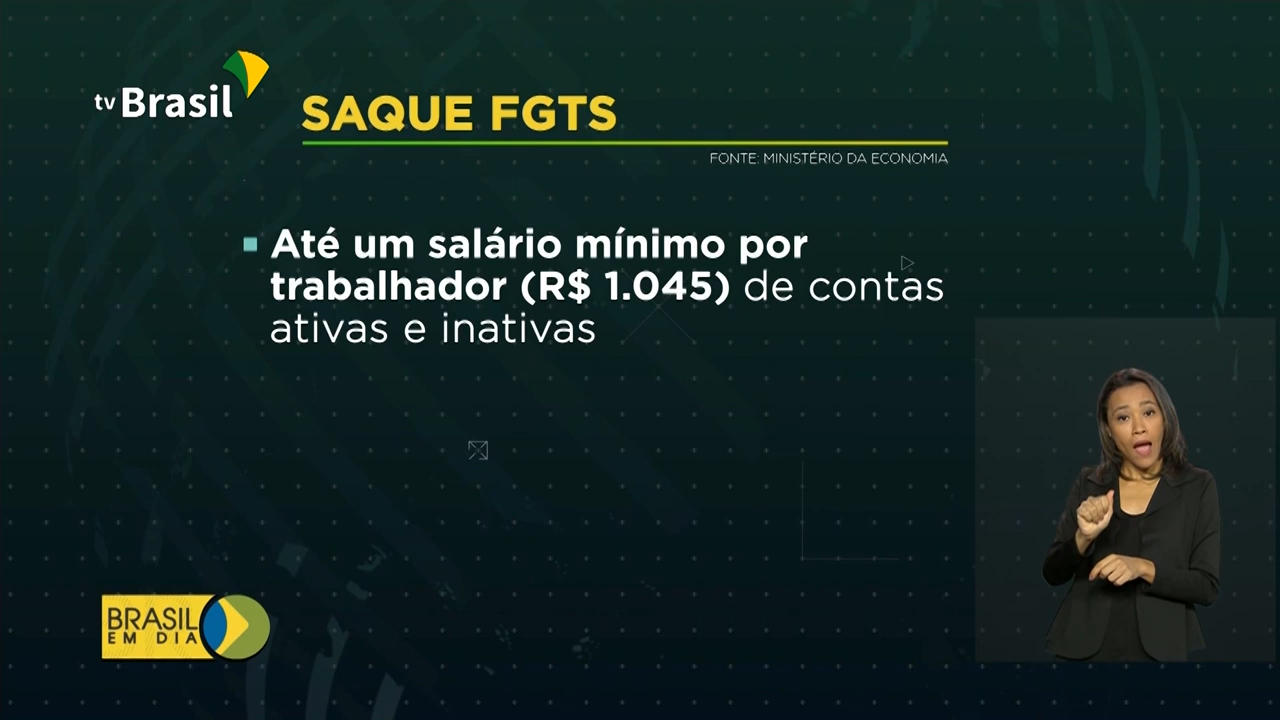 tv Brasil
SAQUE FGTS
FONTE: MINISTÉRIO DA ECONOMIA
Até um salário mínimo por
trabalhador (R$ 1.045) de contas
ativas e inativas
BRASIL
EM DIA